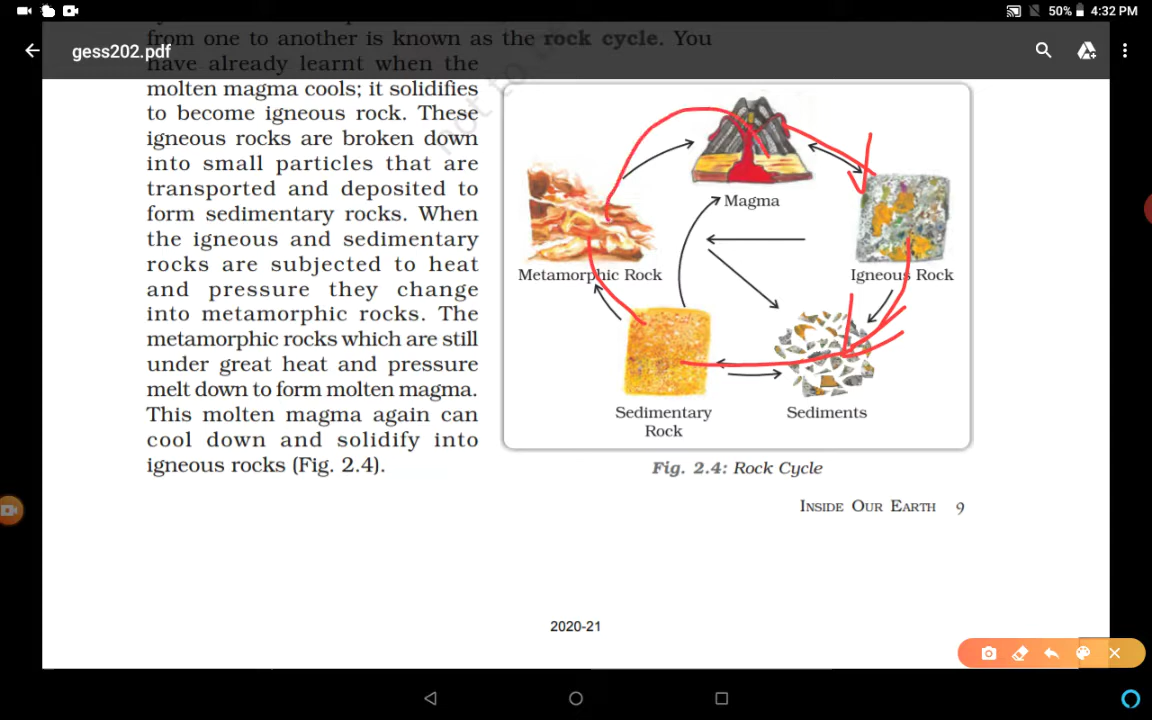 50% 4:32 PM
gess202.pdf
from one to another is known as the rock cycle. You
have already learnt when the
molten magma cools; it solidifies
to become igneous rock. These
igneous rocks are broken down
into small particles that are
transported and deposited to
form sedimentary rocks. When
the igneous and sedimentary
rocks are subjected to heat
and pressure they change
into metamorphic rocks. The
metamorphic rocks which are still
under great heat and pressure
melt down to form molten magma.
This molten magma again can
cool down and solidify into
igneous rocks (Fig. 2.4).
Magma
Metamorphic Rock
Igneous Rock
Sedimentary
Rock
Sediments
Fig. 2.4: Rock Cycle
INSIDE OUR EARTH 9
2020-21